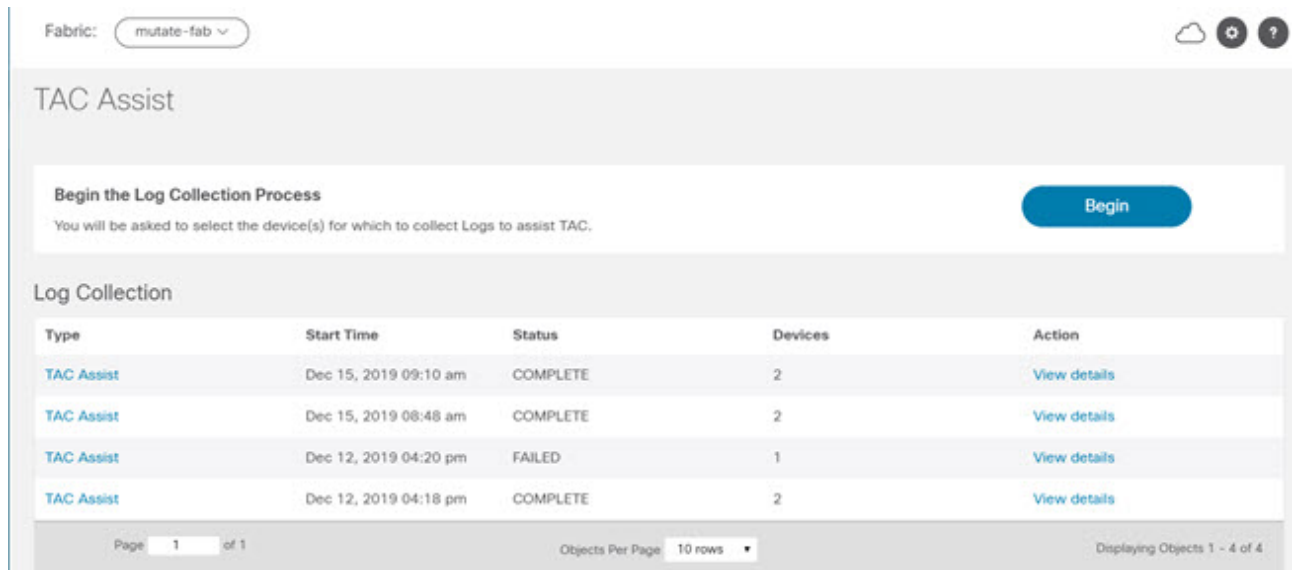 Fabric: mutate-fab
?
TAC Assist
Begin the Log Collection Process
Begin
You will be asked to select the device(s) for which to collect Logs to assist TAC.
Log Collection
Type Start Time Status Devices Action
TAC Assist Dec 15, 2019 09:10 am COMPLETE 2 View details
TAC Assist Dec 15, 2019 08:48 am COMPLETE 2 View details
TAC Assist Dec 12, 2019 04:20 pm FAILED 1 View details
TAC Assist Dec 12, 2019 04:18 pm COMPLETE 2 View details
Page 1 of 1 Objects Per Page 10 rows Displaying Objects 1 - 4 of 4